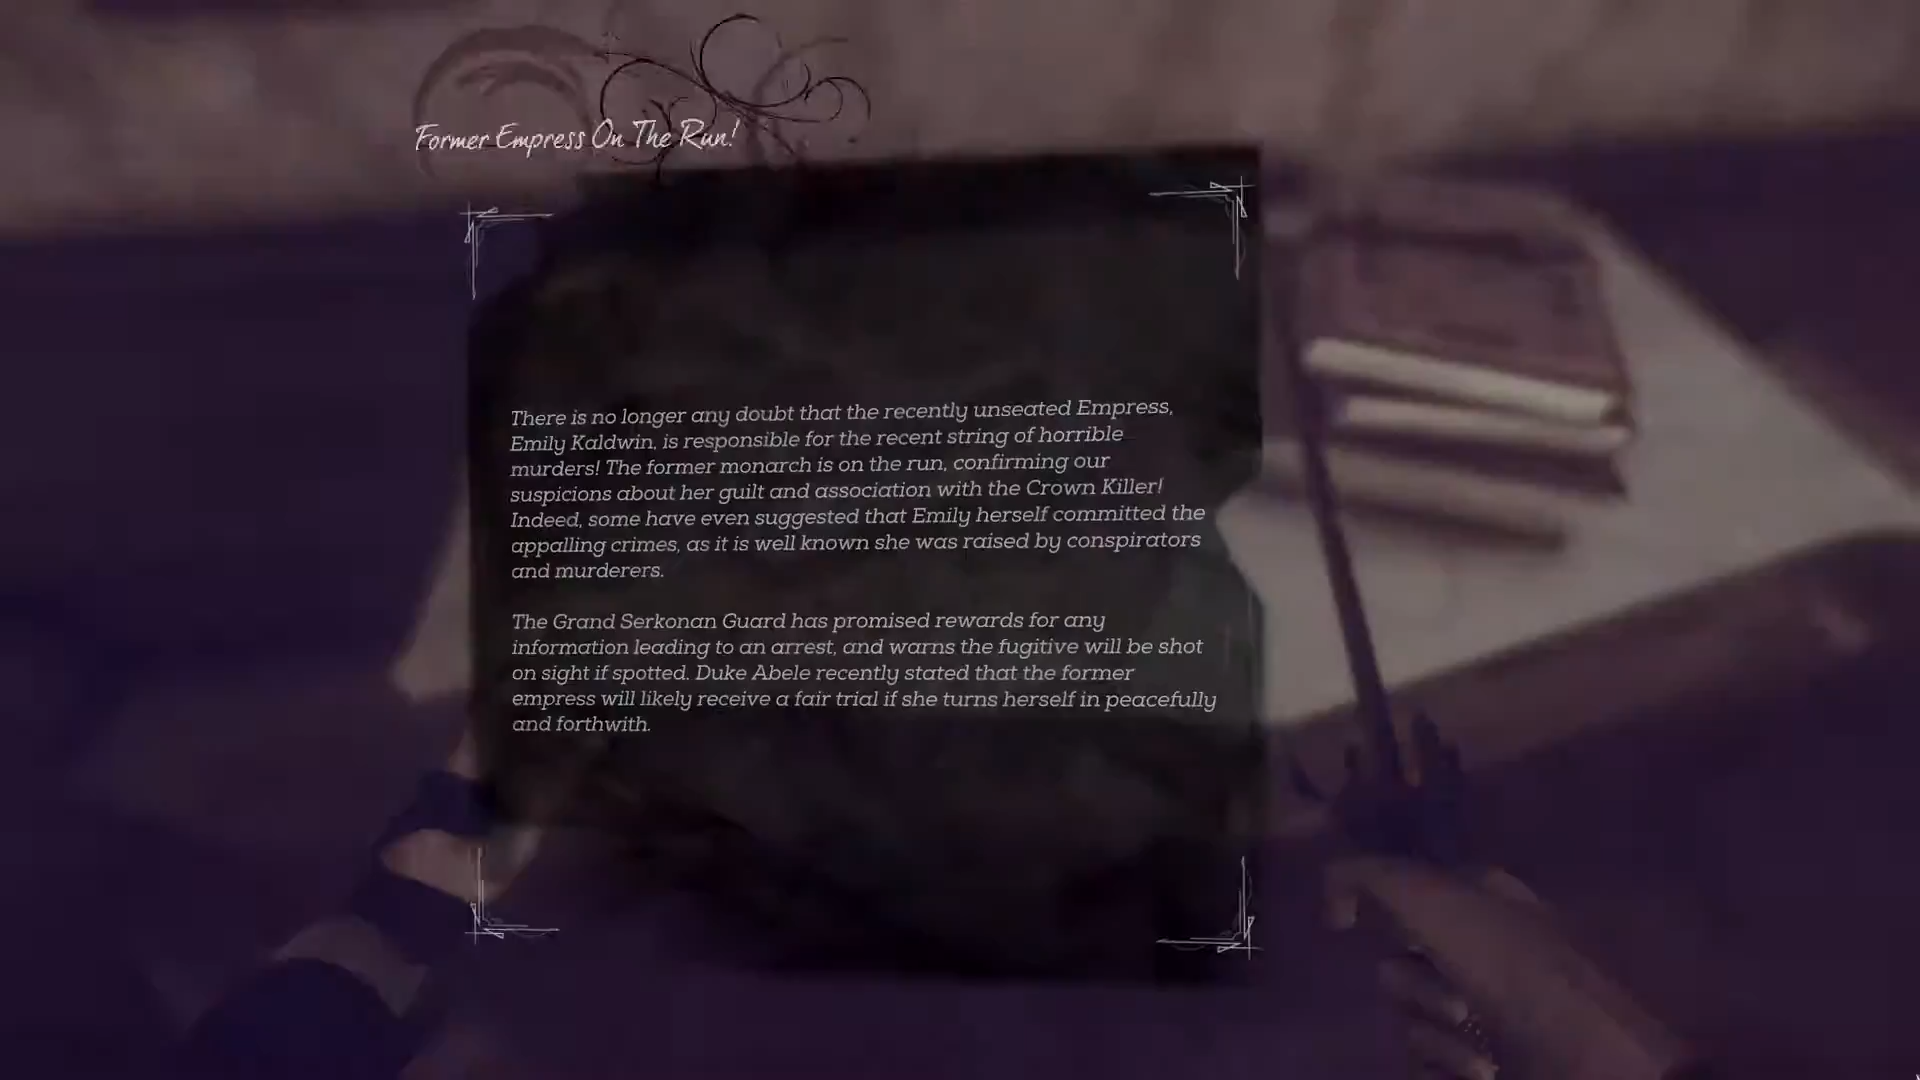 Former Empress On The Run!
There is no longer any doubt that the recently unseated Empress,
Emily Kaldwin, is responsible for the recent string of horrible
murders! The former monarch is on the run, confirming our
suspicions about her guilt and association with the Crown Killer!
Indeed, some have even suggested that Emily herself committed the
appalling crimes, as it is well known she was raised by conspirators
and murderers.
The Grand Serkonan Guard has promised rewards for any
information leading to an arrest, and warns the fugitive will be shot
on sight if spotted. Duke Abele recently stated that the former
empress will likely receive a fair trial if she turns herself in peacefully
and forthwith.